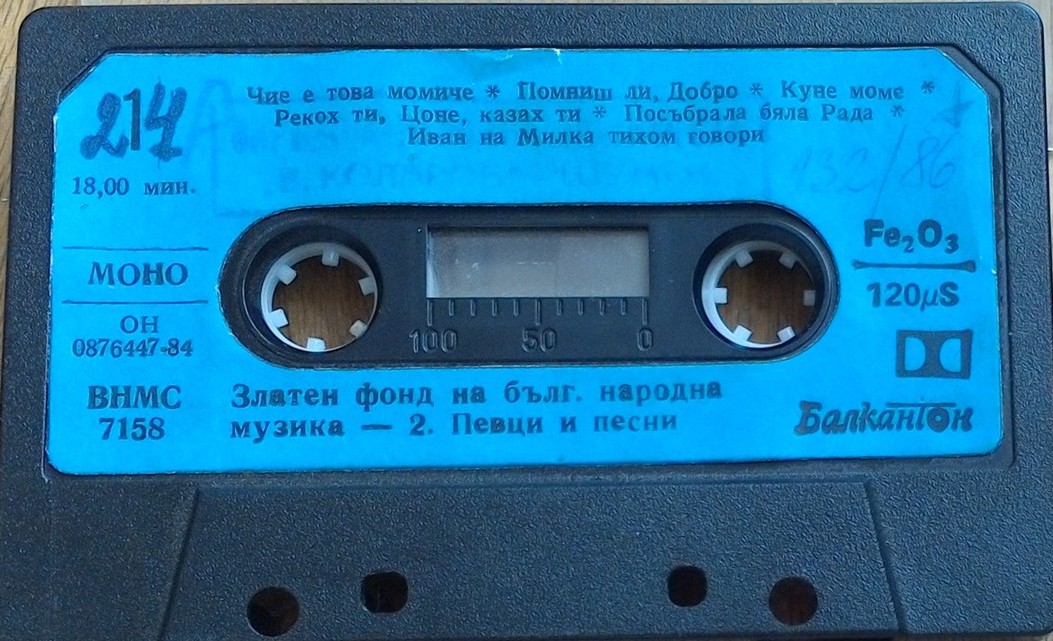 214
Чие е това момиче * Помниш ли, Добро * Куне моме *
Рекох ти, Цоне, казах ти * Посъбрала бяла Рада *
Иван на Милка тихом говори
132/86
18,00 мин.
МОНО
ОН
0876447-84
ВНМС
7158
100 50 0
Fe₂O₃
120μS
Златен фонд на бълг. народна
музика — 2. Певци и песни
Балкантон